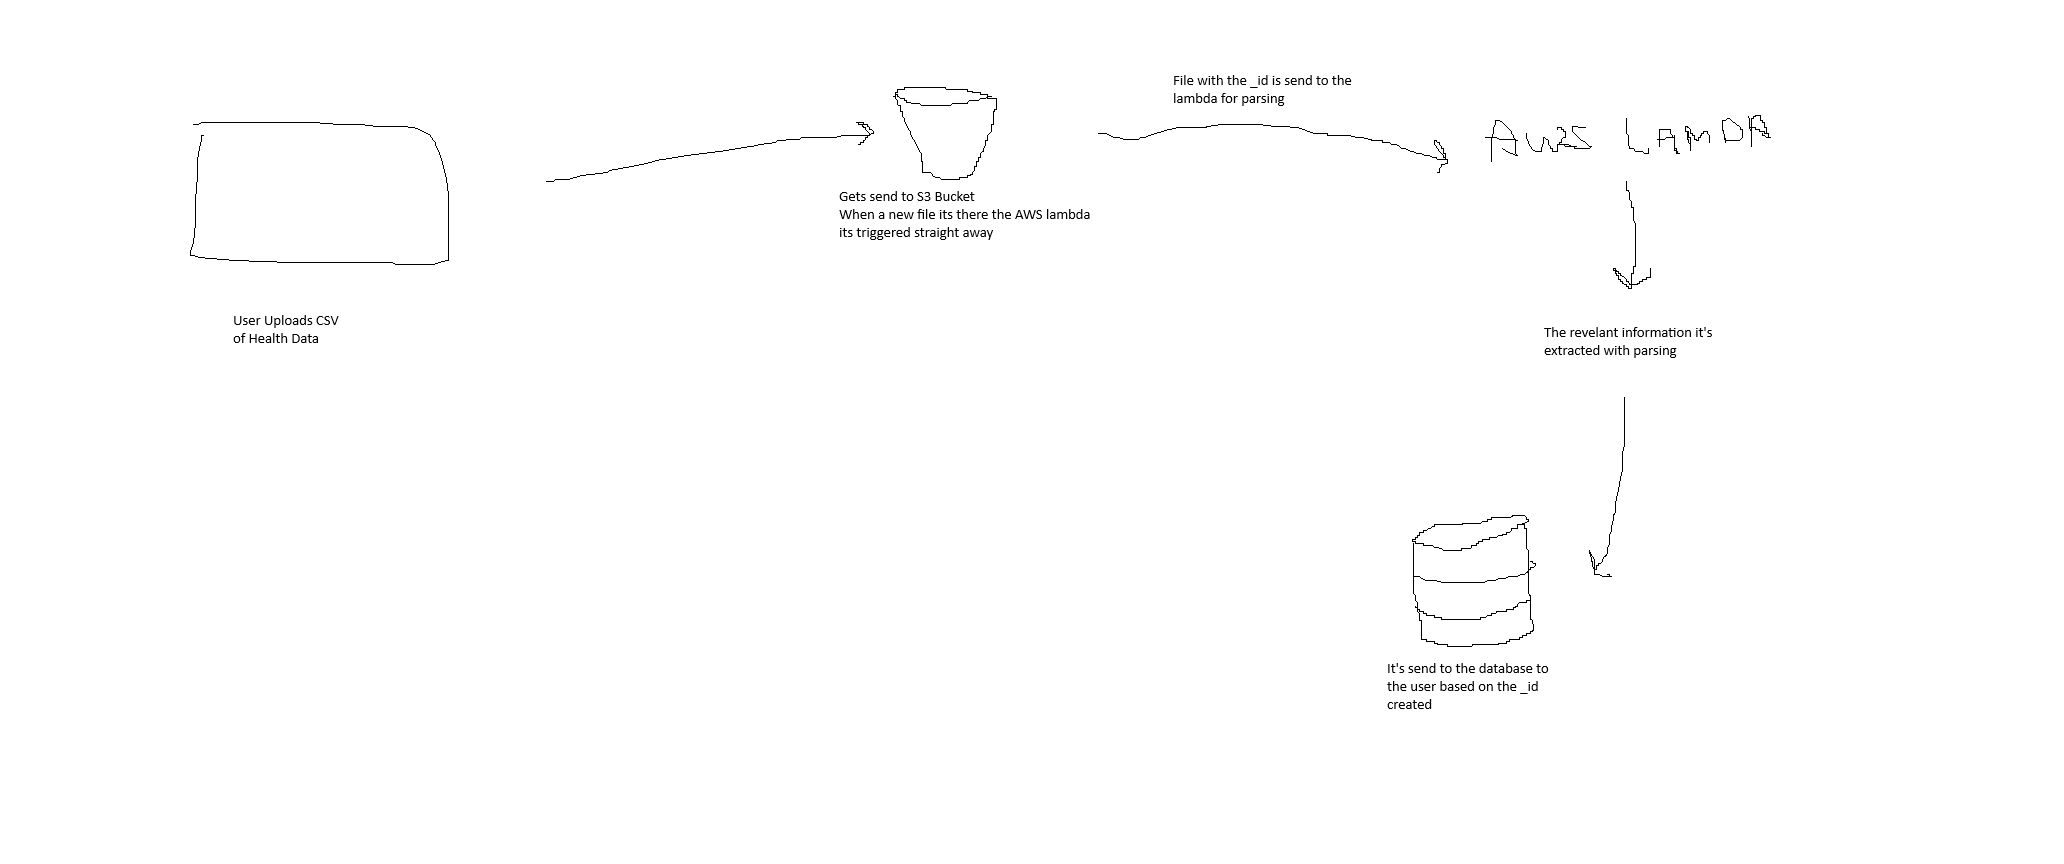 File with the _id is send to the
lambda for parsing
AWS LAMDA
Gets send to S3 Bucket
When a new file its there the AWS lambda
its triggered straight away
User Uploads CSV
of Health Data
The revelant information it's
extracted with parsing
It's send to the database to
the user based on the _id
created